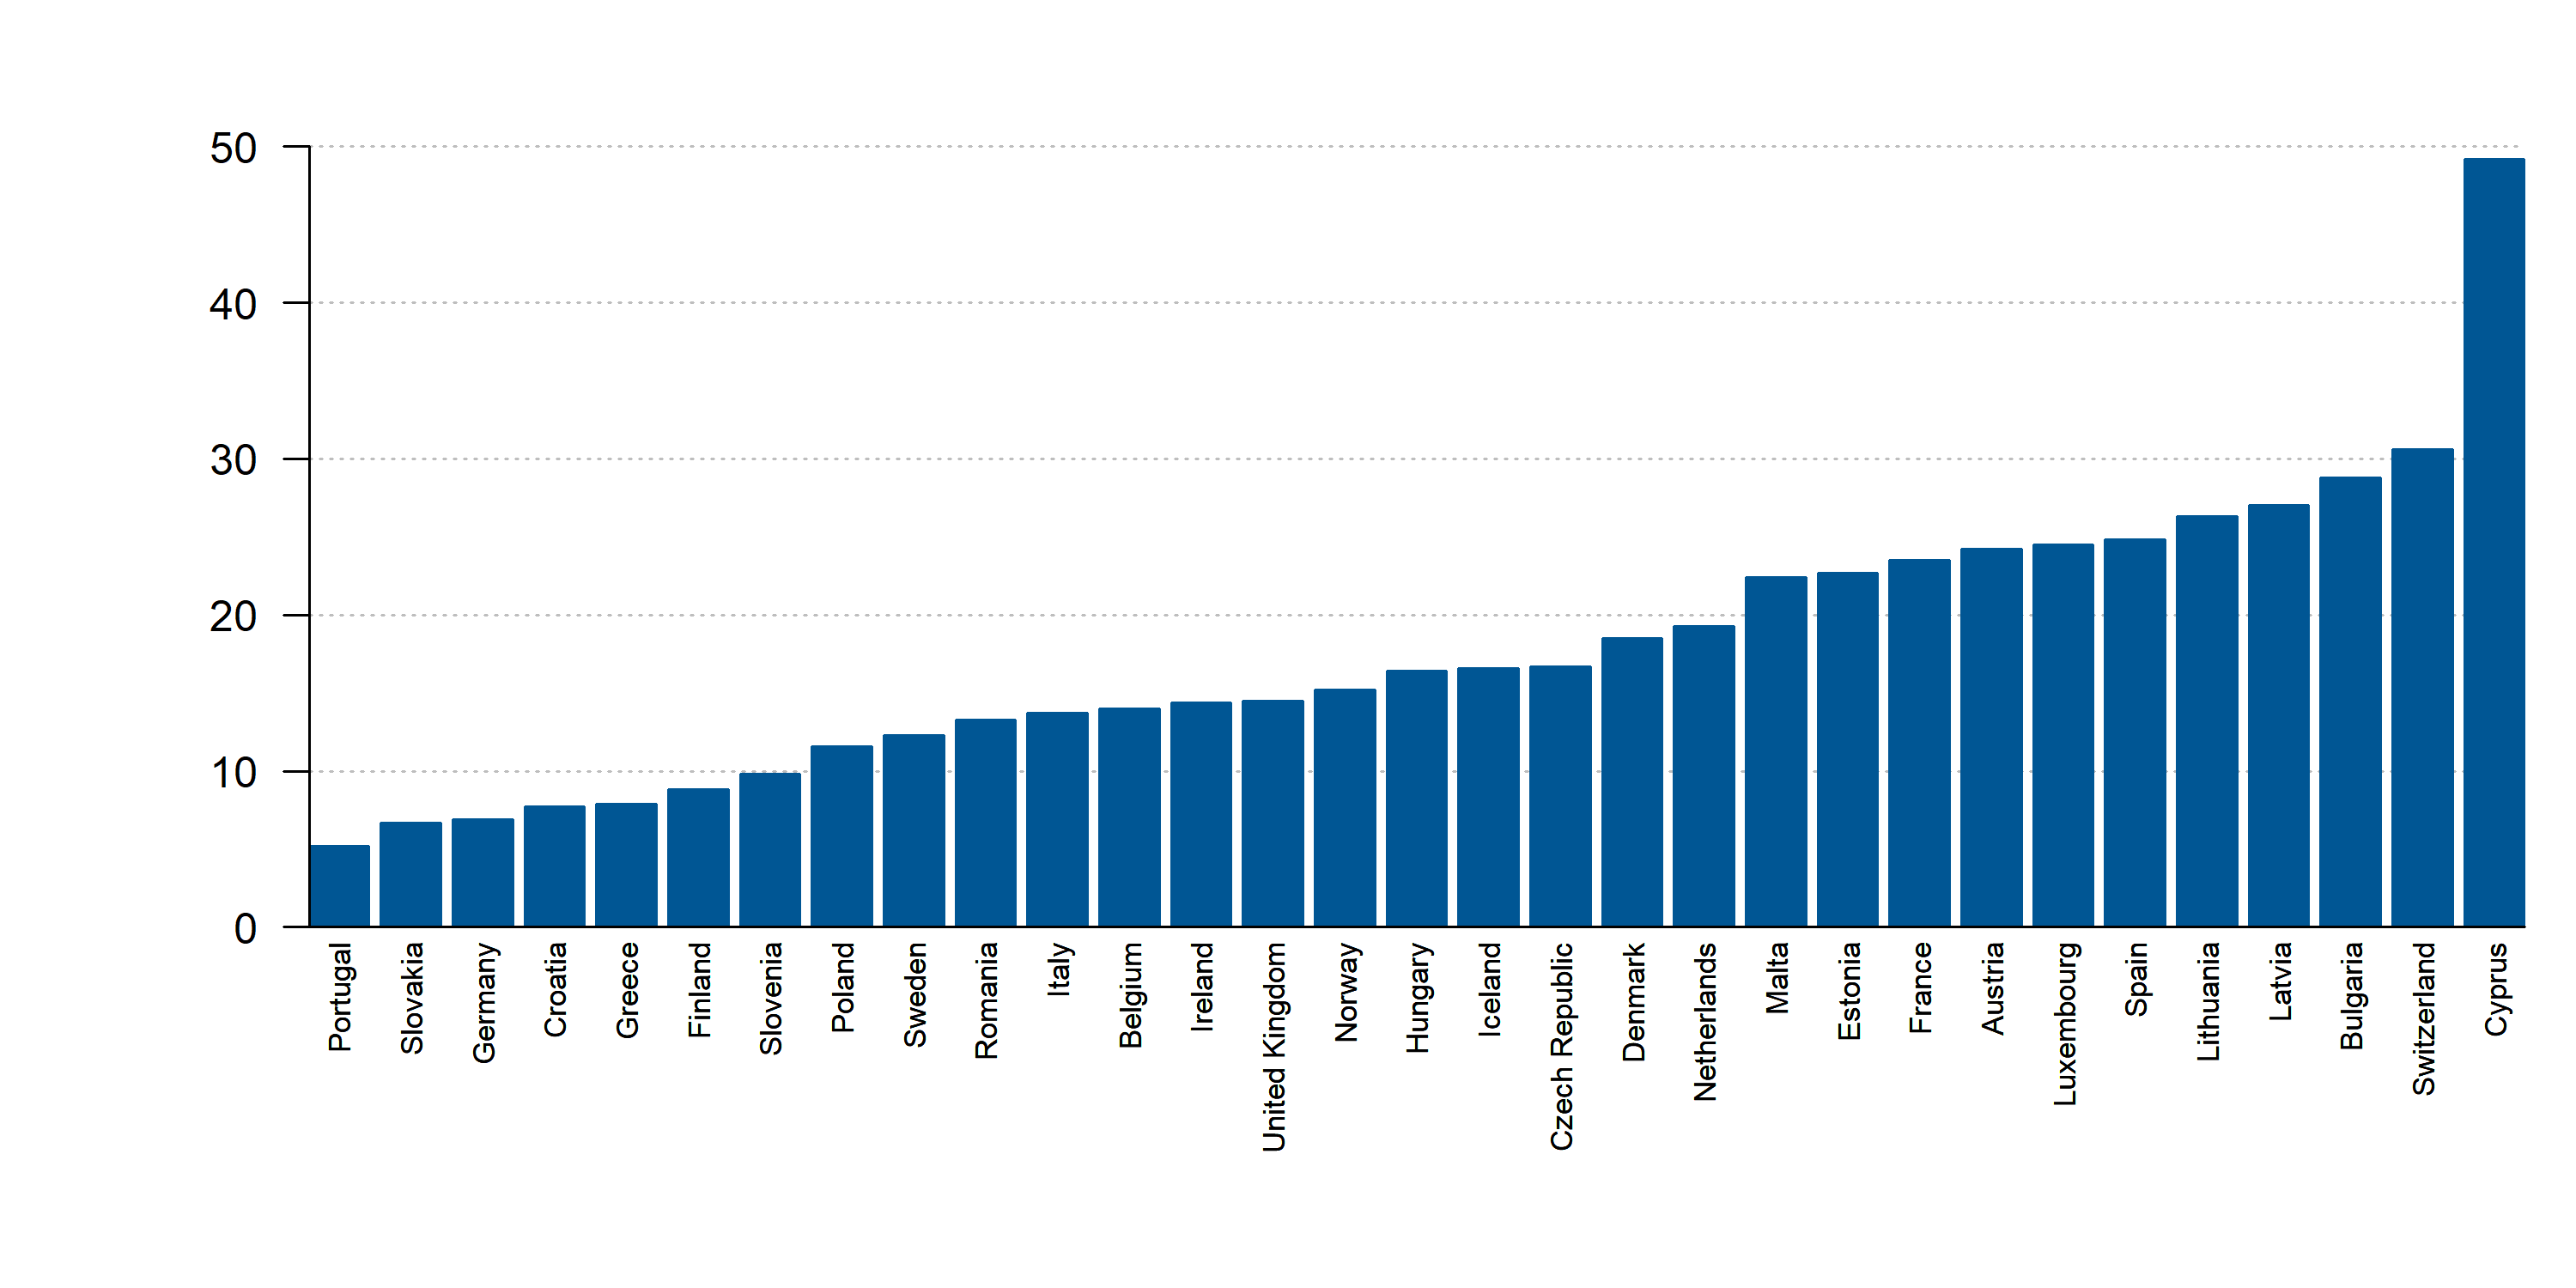 50
40
30
20
10
0
Portugal
Slovakia
Germany
Croatia
Greece
Finland
Slovenia
Poland
Sweden
Romania
Italy
Belgium
Ireland
United Kingdom
Norway
Hungary
Iceland
Czech Republic
Denmark
Netherlands
Malta
Estonia
France
Austria
Luxembourg
Spain
Lithuania
Latvia
Bulgaria
Switzerland
Cyprus